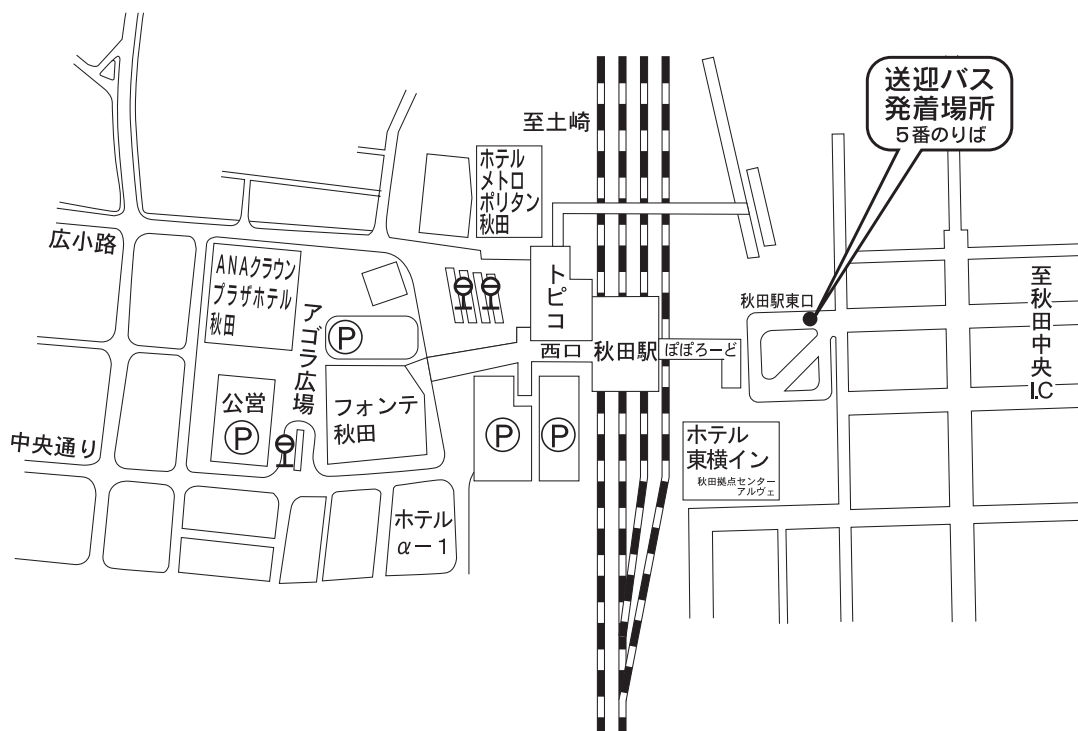 送迎バス
発着場所
5番のりば
至土崎
ホテル
メトロ
ポリタン
秋田
広小路
ANAクラウン
プラザホテル
秋田
アゴラ広場
トピコ
秋田駅東口
至秋田中央I.C
P
西口
秋田駅
ぽぽろーど
公営
P
フォンテ
秋田
P
P
中央通り
ホテル
東横イン
秋田拠点センター
アルヴェ
ホテル
α－1